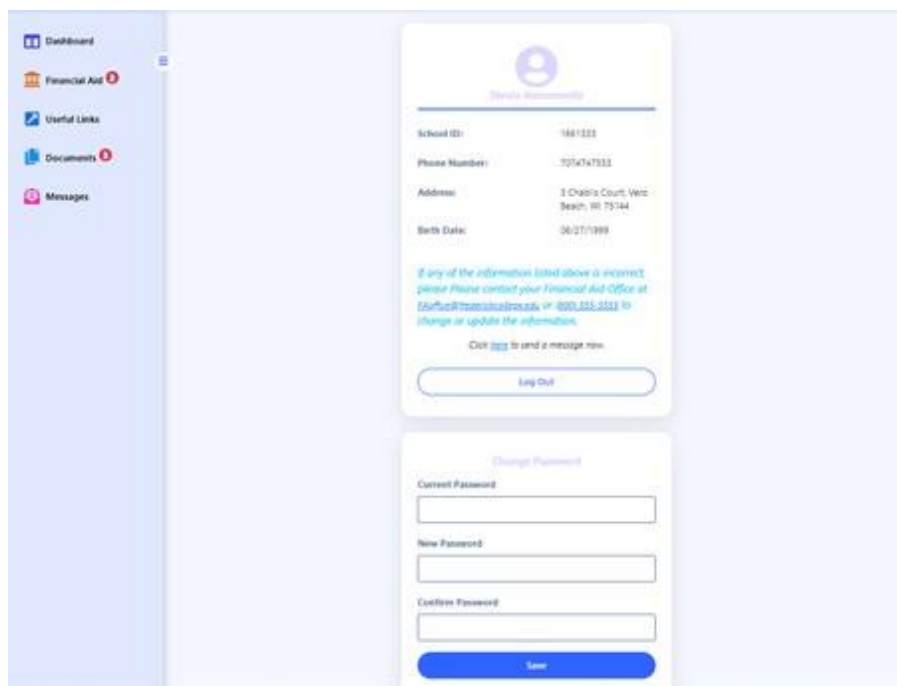 Dashboard
Financial Aid
Useful Links
Documents
Messages
School ID:
Phone Number:
Address: 3 Chablis Court, Vero
Beach, WI 75144
Birth Date: 06/27/1999
If any of the information listed above is incorrect,
please Please contact your Financial Aid Office at
or (800) 555-5555 to
change or update the information.
Click here to send a message now.
Log Out
Change Password
Current Password
New Password
Confirm Password
Save